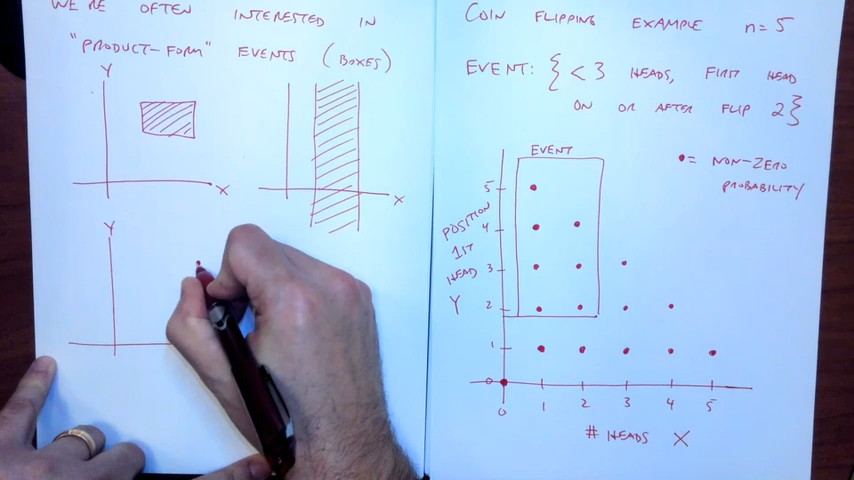 WE'RE OFTEN INTERESTED IN
"PRODUCT-FORM" EVENTS (BOXES)
Y
X
X
Y
COIN FLIPPING EXAMPLE n=5
EVENT: { <3 HEADS, FIRST HEAD
ON OR AFTER FLIP 2}
EVENT
• = NON-ZERO
PROBABILITY
POSITION
1ST
HEAD
Y
5
4
3
2
1
0
0 1 2 3 4 5
# HEADS X